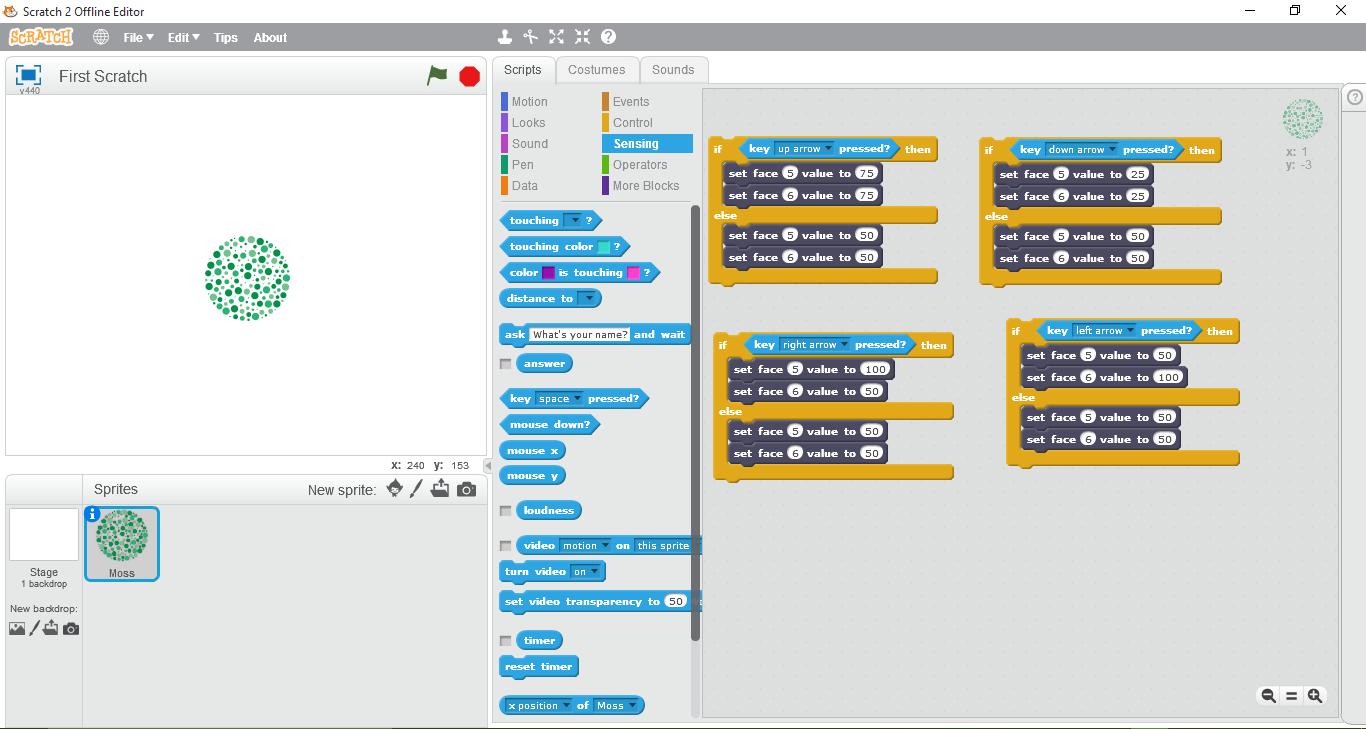 Scratch 2 Offline Editor
SCRATCH File Edit Tips About
v440
First Scratch
Scripts Costumes Sounds
Motion Events
Looks Control
Sound Sensing
Pen Operators
Data More Blocks
touching ?
touching color ?
color is touching ?
distance to
ask What's your name? and wait
answer
key space pressed?
mouse down?
mouse x
mouse y
loudness
video motion on this sprite
turn video on
set video transparency to 50
timer
reset timer
x position of Moss
if key up arrow pressed? then
set face 5 value to 75
set face 6 value to 75
else
set face 5 value to 50
set face 6 value to 50
if key down arrow pressed? then
set face 5 value to 25
set face 6 value to 25
else
set face 5 value to 50
set face 6 value to 50
if key right arrow pressed? then
set face 5 value to 100
set face 6 value to 50
else
set face 5 value to 50
set face 6 value to 50
if key left arrow pressed? then
set face 5 value to 50
set face 6 value to 100
else
set face 5 value to 50
set face 6 value to 50
x: 1
y: -3
x: 240 y: 153
Sprites New sprite:
Stage
1 backdrop
New backdrop:
Moss